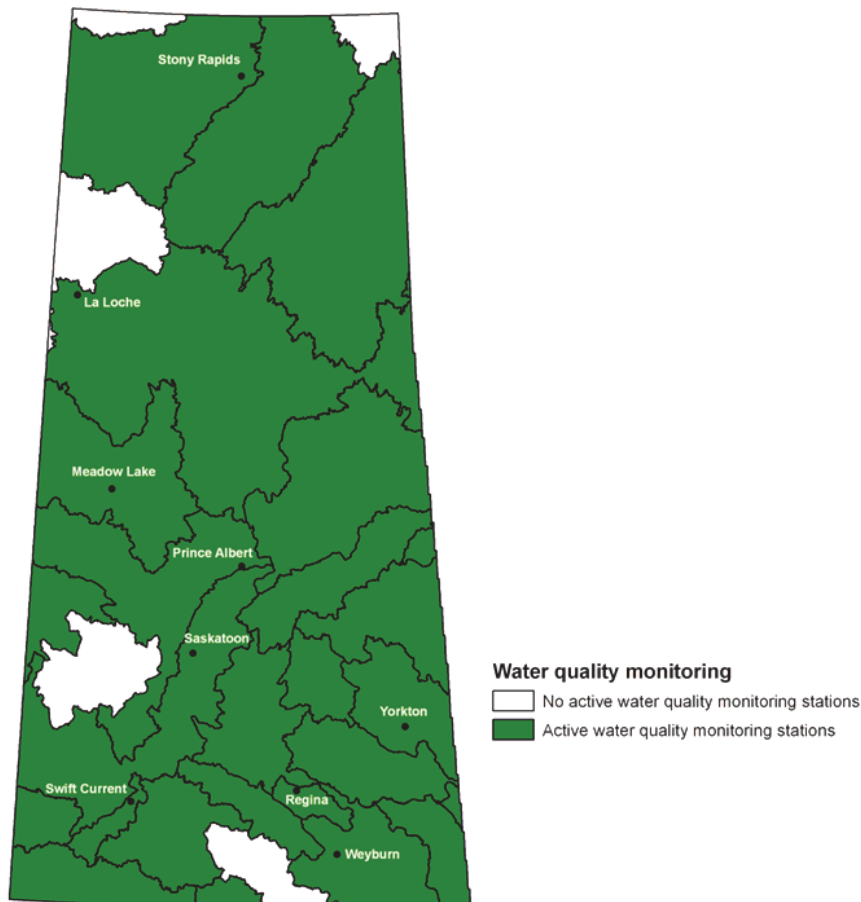 Stony Rapids
La Loche
Meadow Lake
Prince Albert
Saskatoon
Water quality monitoring
No active water quality monitoring stations
Yorkton
Active water quality monitoring stations
Swift Current
Regina
Weyburn